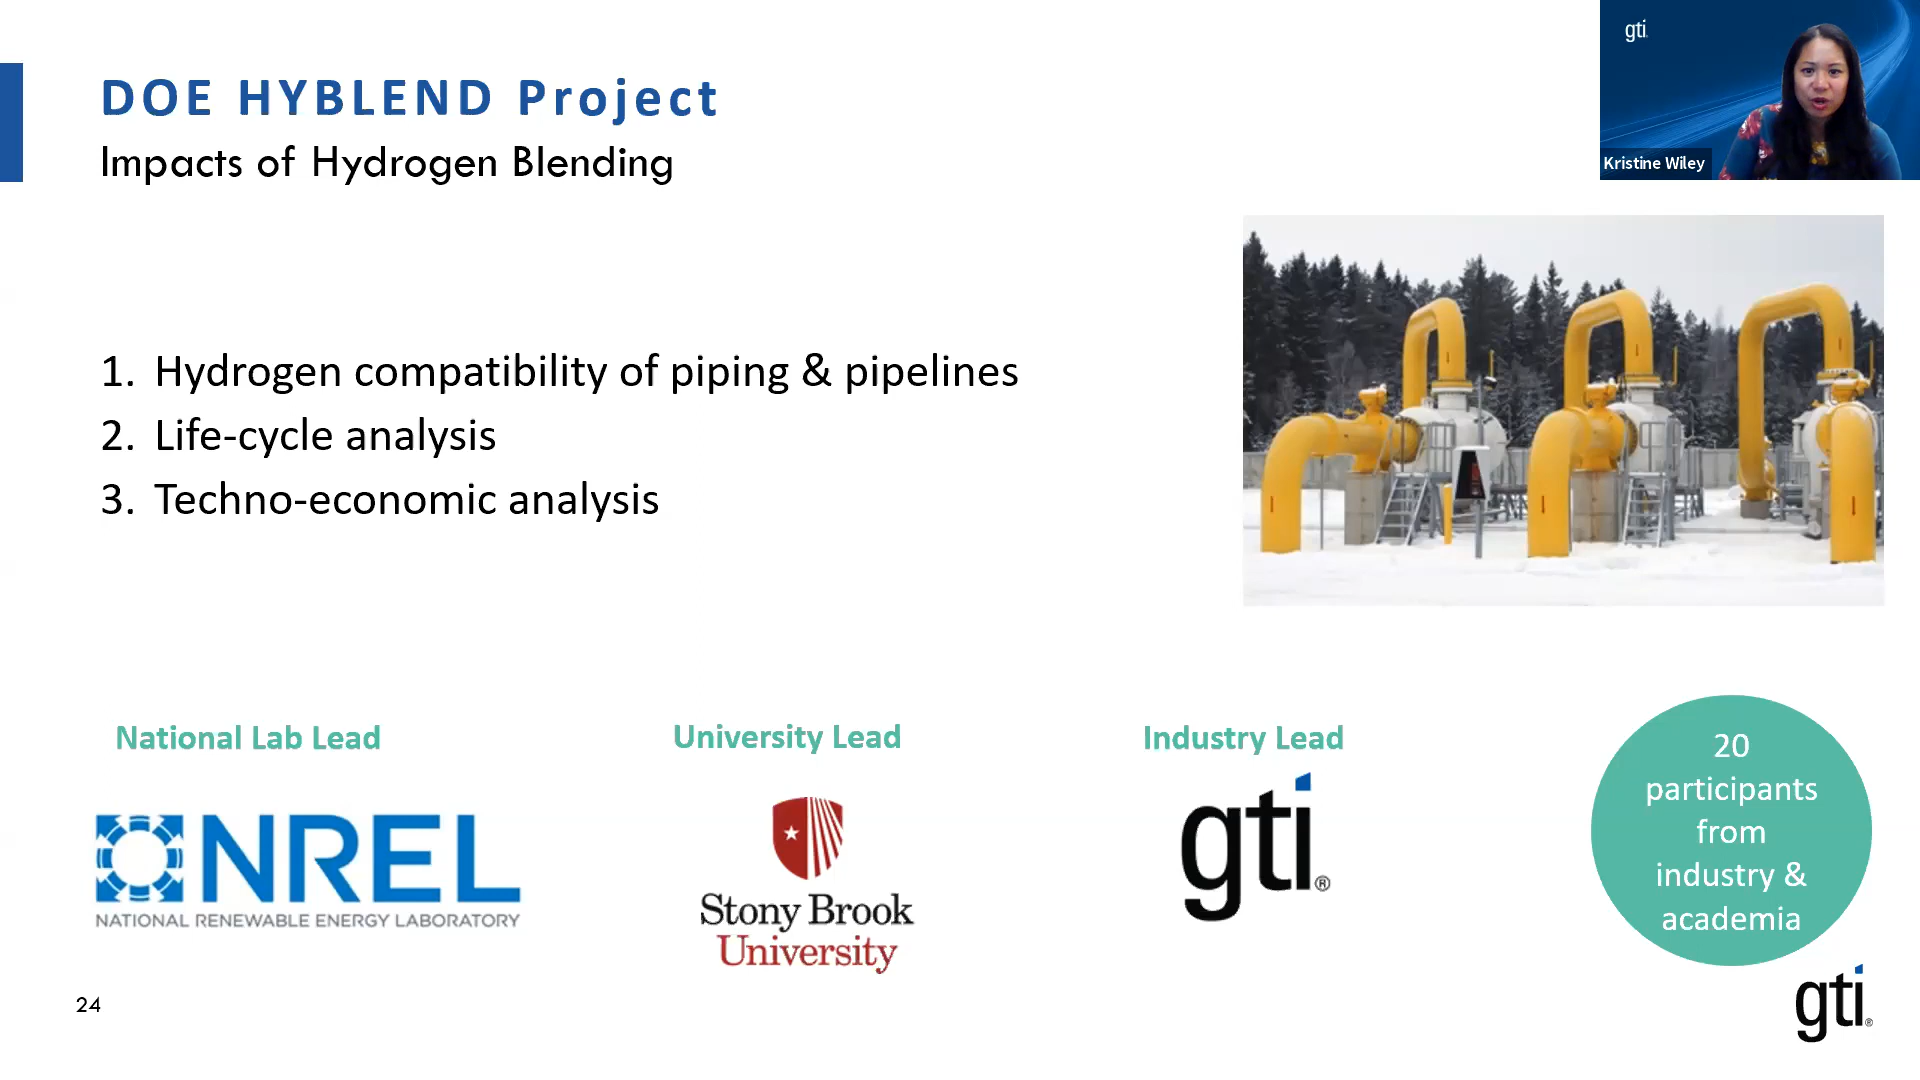 gti
Kristine Wiley
DOE HYBLEND Project
Impacts of Hydrogen Blending
1. Hydrogen compatibility of piping & pipelines
2. Life-cycle analysis
3. Techno-economic analysis
National Lab Lead
University Lead
Industry Lead
NREL
NATIONAL RENEWABLE ENERGY LABORATORY
Stony Brook
University
gti®
20
participants
from
industry &
academia
24
gti®